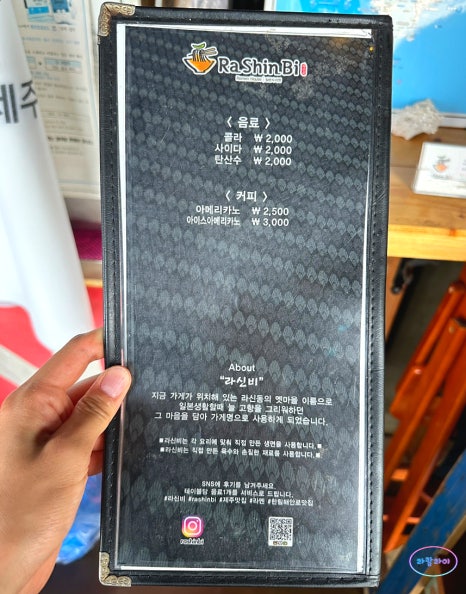 제주
RaShinBi
< 음료 >
콜라 ₩ 2,000
사이다 ₩ 2,000
탄산수 ₩ 2,000
< 커피 >
아메리카노 ₩ 2,500
아이스아메리카노 ₩ 3,000
About
"라신비"
지금 가게가 위치해 있는 라신동의 옛마을 이름으로
일본생활할때 늘 고향을 그리워하던
그 마음을 담아 가게명으로 사용하게 되었습니다.
■라신비는 각 요리에 맞춰 직접 만든 생면을 사용합니다.■
■라신비는 직접 만든 육수와 손질한 재료를 사용합니다.■
SNS에 후기를 남겨주세요.
테이블당 음료1개를 서비스로 드립니다.
#라신비 #rashinbi #제주맛집 #라멘 #한림해안로맛집
rashinbi
라칼라이